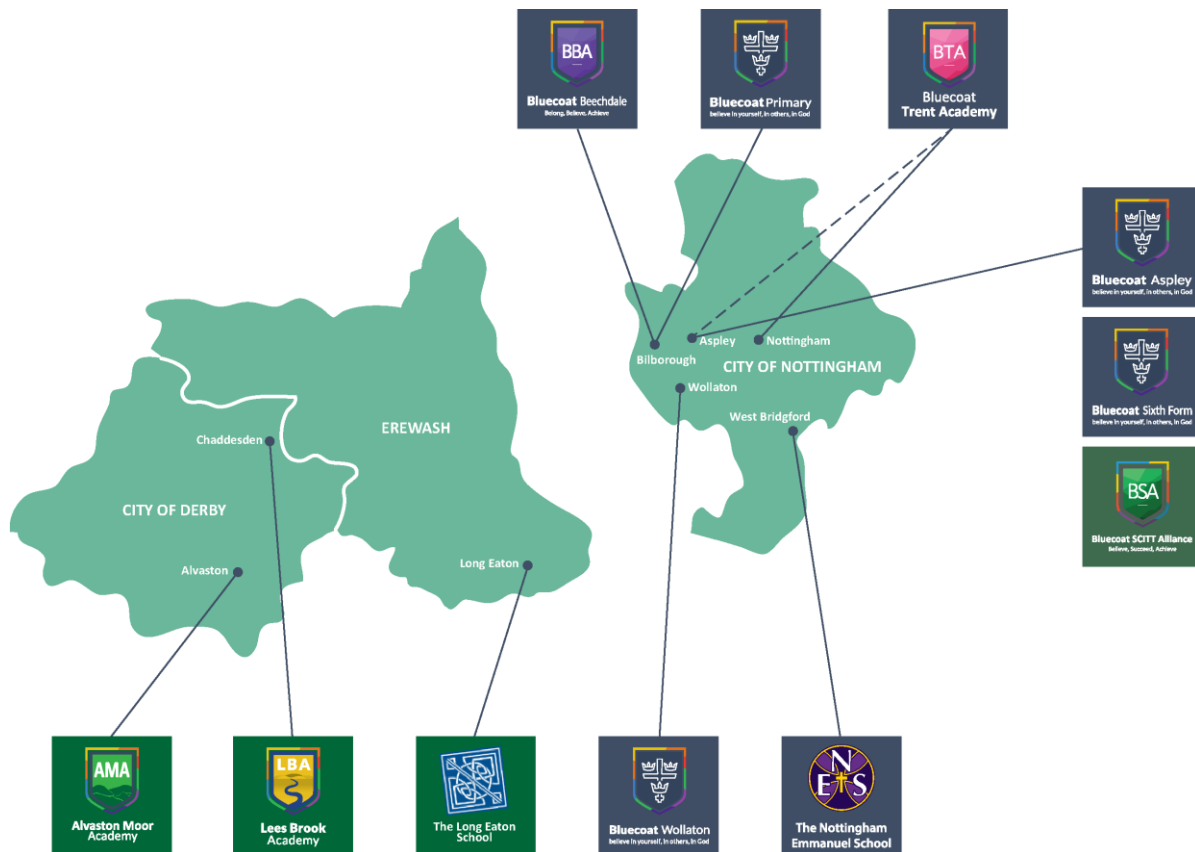 BBA
Bluecoat Beechdale
Belong, Believe, Achieve
Bluecoat Primary
believe in yourself, in others, in God
BTA
Bluecoat
Trent Academy
Bluecoat Aspley
believe in yourself, in others, in God
Bluecoat Sixth Form
believe in yourself, in others, in God
BSA
Bluecoat SCITT Alliance
Believe, Succeed, Achieve
Aspley
Nottingham
Bilborough
CITY OF NOTTINGHAM
Wollaton
West Bridgford
EREWASH
Chaddesden
CITY OF DERBY
Alvaston
Long Eaton
AMA
Alvaston Moor
Academy
LBA
Lees Brook
Academy
The Long Eaton
School
Bluecoat Wollaton
believe in yourself, in others, in God
N
E S
The Nottingham
Emmanuel School